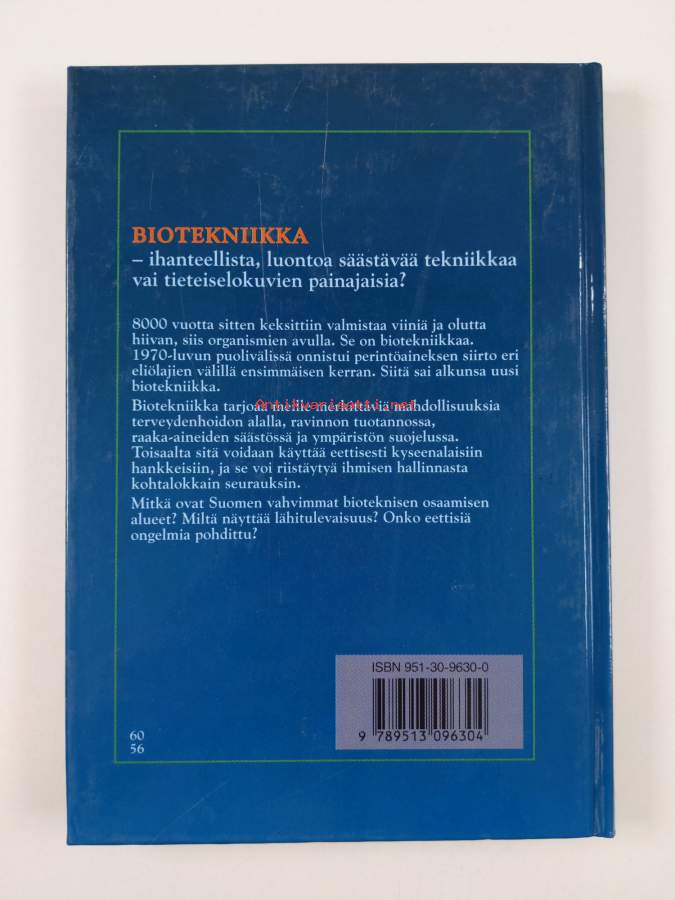 BIOTEKNIIKKA
– ihanteellista, luontoa säästävää tekniikkaa
vai tieteiselokuvien painajaisia?
8000 vuotta sitten keksittiin valmistaa viiniä ja olutta
hiivan, siis organismien avulla. Se on biotekniikkaa.
1970-luvun puolivälissä onnistui perintöaineksen siirto eri
eliölajien välillä ensimmäisen kerran. Siitä sai alkunsa uusi
biotekniikka.
Antikvariaatti.net
Biotekniikka tarjoaa meille merkittäviä mahdollisuuksia
terveydenhoidon alalla, ravinnon tuotannossa,
raaka-aineiden säästössä ja ympäristön suojelussa.
Toisaalta sitä voidaan käyttää eettisesti kyseenalaisiin
hankkeisiin, ja se voi riistäytyä ihmisen hallinnasta
kohtalokkain seurauksin.
Mitkä ovat Suomen vahvimmat bioteknisen osaamisen
alueet? Miltä näyttää lähitulevaisuus? Onko eettisiä
ongelmia pohdittu?
ISBN 951-30-9630-0
9 789513 096304
60
56